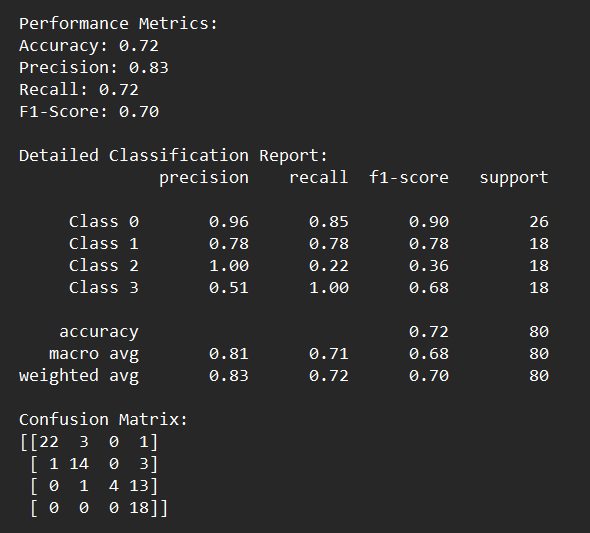 Performance Metrics:
Accuracy: 0.72
Precision: 0.83
Recall: 0.72
F1-Score: 0.70
Detailed Classification Report:
precision recall f1-score support
Class 0 0.96 0.85 0.90 26
Class 1 0.78 0.78 0.78 18
Class 2 1.00 0.22 0.36 18
Class 3 0.51 1.00 0.68 18
accuracy 0.72 80
macro avg 0.81 0.71 0.68 80
weighted avg 0.83 0.72 0.70 80
Confusion Matrix:
[[22 3 0 1]
[ 1 14 0 3]
[ 0 1 4 13]
[ 0 0 0 18]]